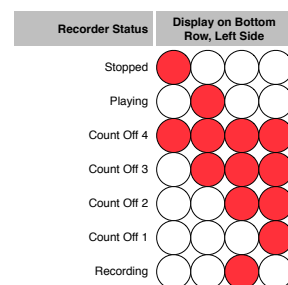 Recorder Status
Display on Bottom
Row, Left Side
Stopped
Playing
Count Off 4
Count Off 3
Count Off 2
Count Off 1
Recording